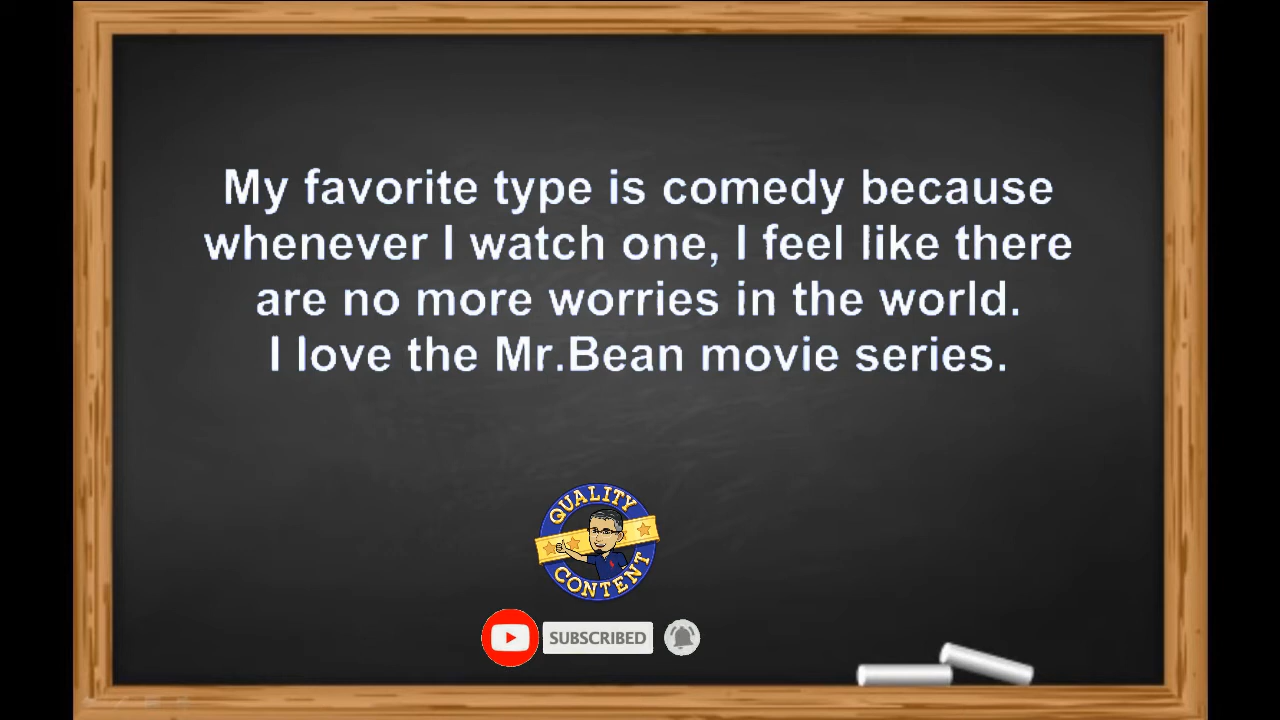 My favorite type is comedy because
whenever I watch one, I feel like there
are no more worries in the world.
I love the Mr.Bean movie series.
QUALITY
CONTENT
SUBSCRIBED